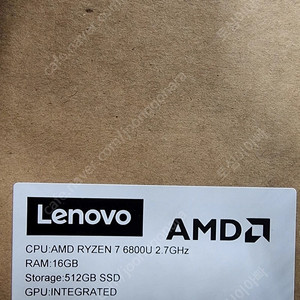 Lenovo AMD
CPU:AMD RYZEN 7 6800U 2.7GHz
RAM:16GB
Storage:512GB SSD
GPU:INTEGRATED